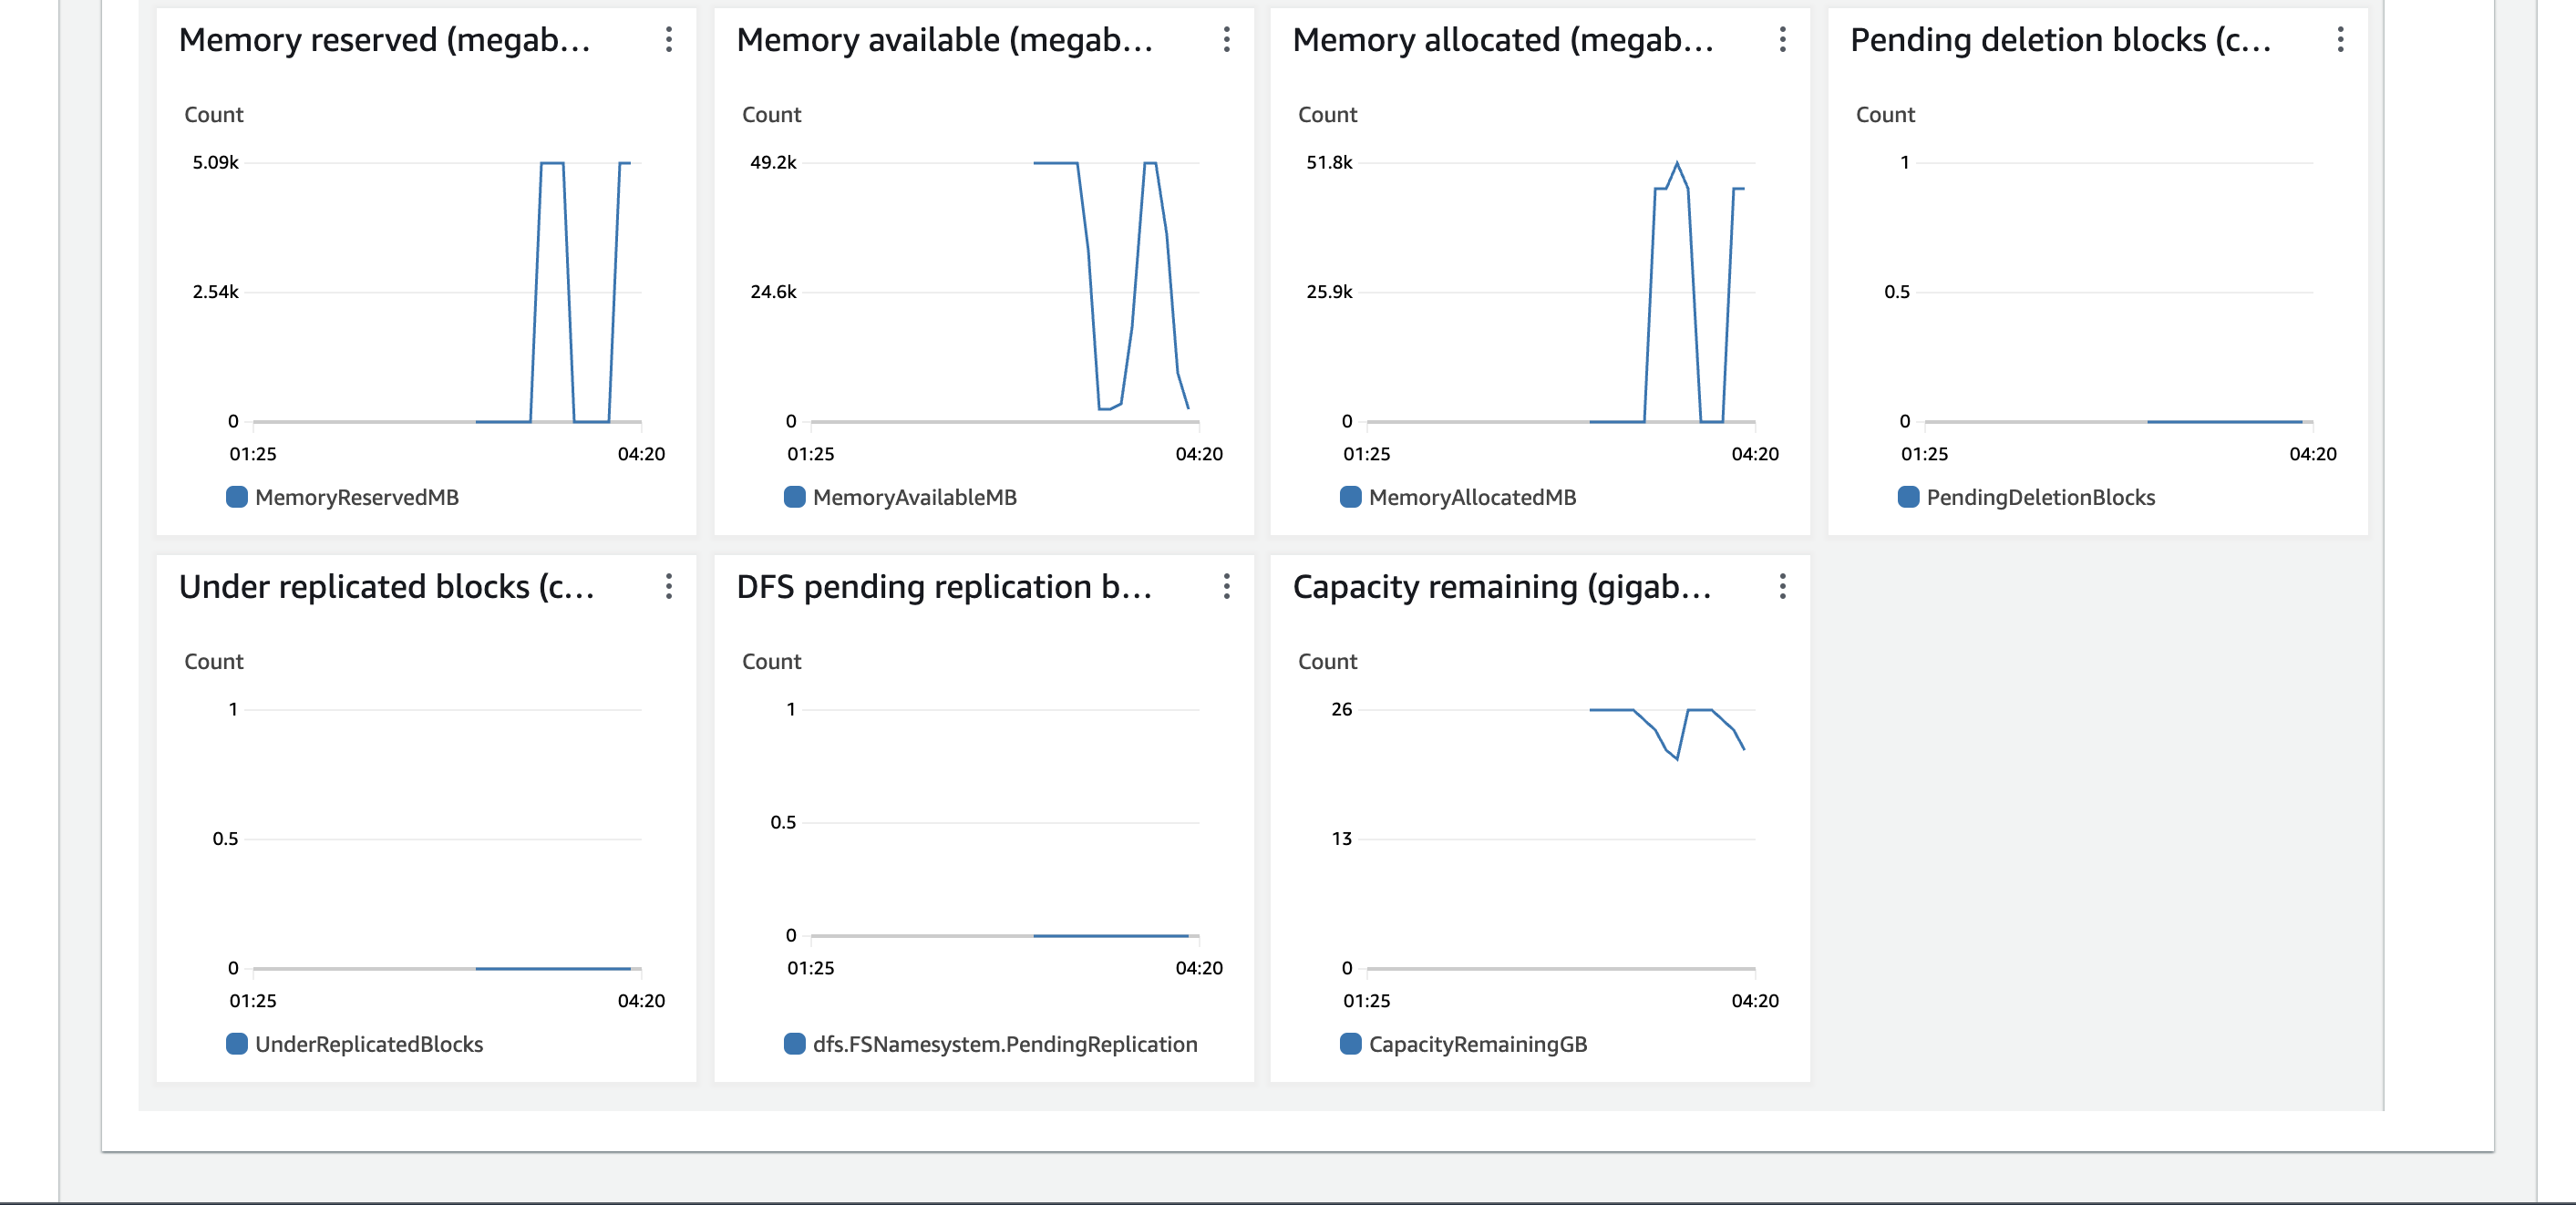 Memory reserved (megab...
Count
5.09k
2.54k
0
01:25
04:20
MemoryReservedMB
Memory available (megab...
Count
49.2k
24.6k
0
01:25
04:20
MemoryAvailableMB
Memory allocated (megab...
Count
51.8k
25.9k
0
01:25
04:20
MemoryAllocatedMB
Pending deletion blocks (c...
Count
1
0.5
0
01:25
04:20
PendingDeletionBlocks
Under replicated blocks (c...
Count
1
0.5
0
01:25
04:20
UnderReplicatedBlocks
DFS pending replication b...
Count
1
0.5
0
01:25
04:20
dfs.FSNamesystem.PendingReplication
Capacity remaining (gigab...
Count
26
13
0
01:25
04:20
CapacityRemainingGB